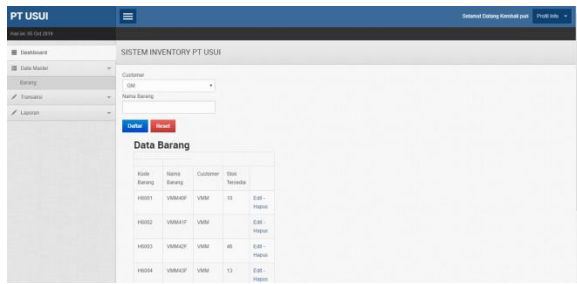 PT USUI
Selamat Datang Kembali puri
Profil Info
Hari ini: 05 Oct 2019
Dashboard
SISTEM INVENTORY PT USUI
Data Master
Barang
Transaksi
Laporan
Customer
GM
Nama Barang
Daftar Reset
Data Barang
Kode Barang Nama Barang Customer Stok Tersedia
H6001 VMM40F VMM 10 Edit - Hapus
H6002 VMM41F VMM Edit - Hapus
H6003 VMM42F VMM 48 Edit - Hapus
H6004 VMM43F VMM 13 Edit - Hapus